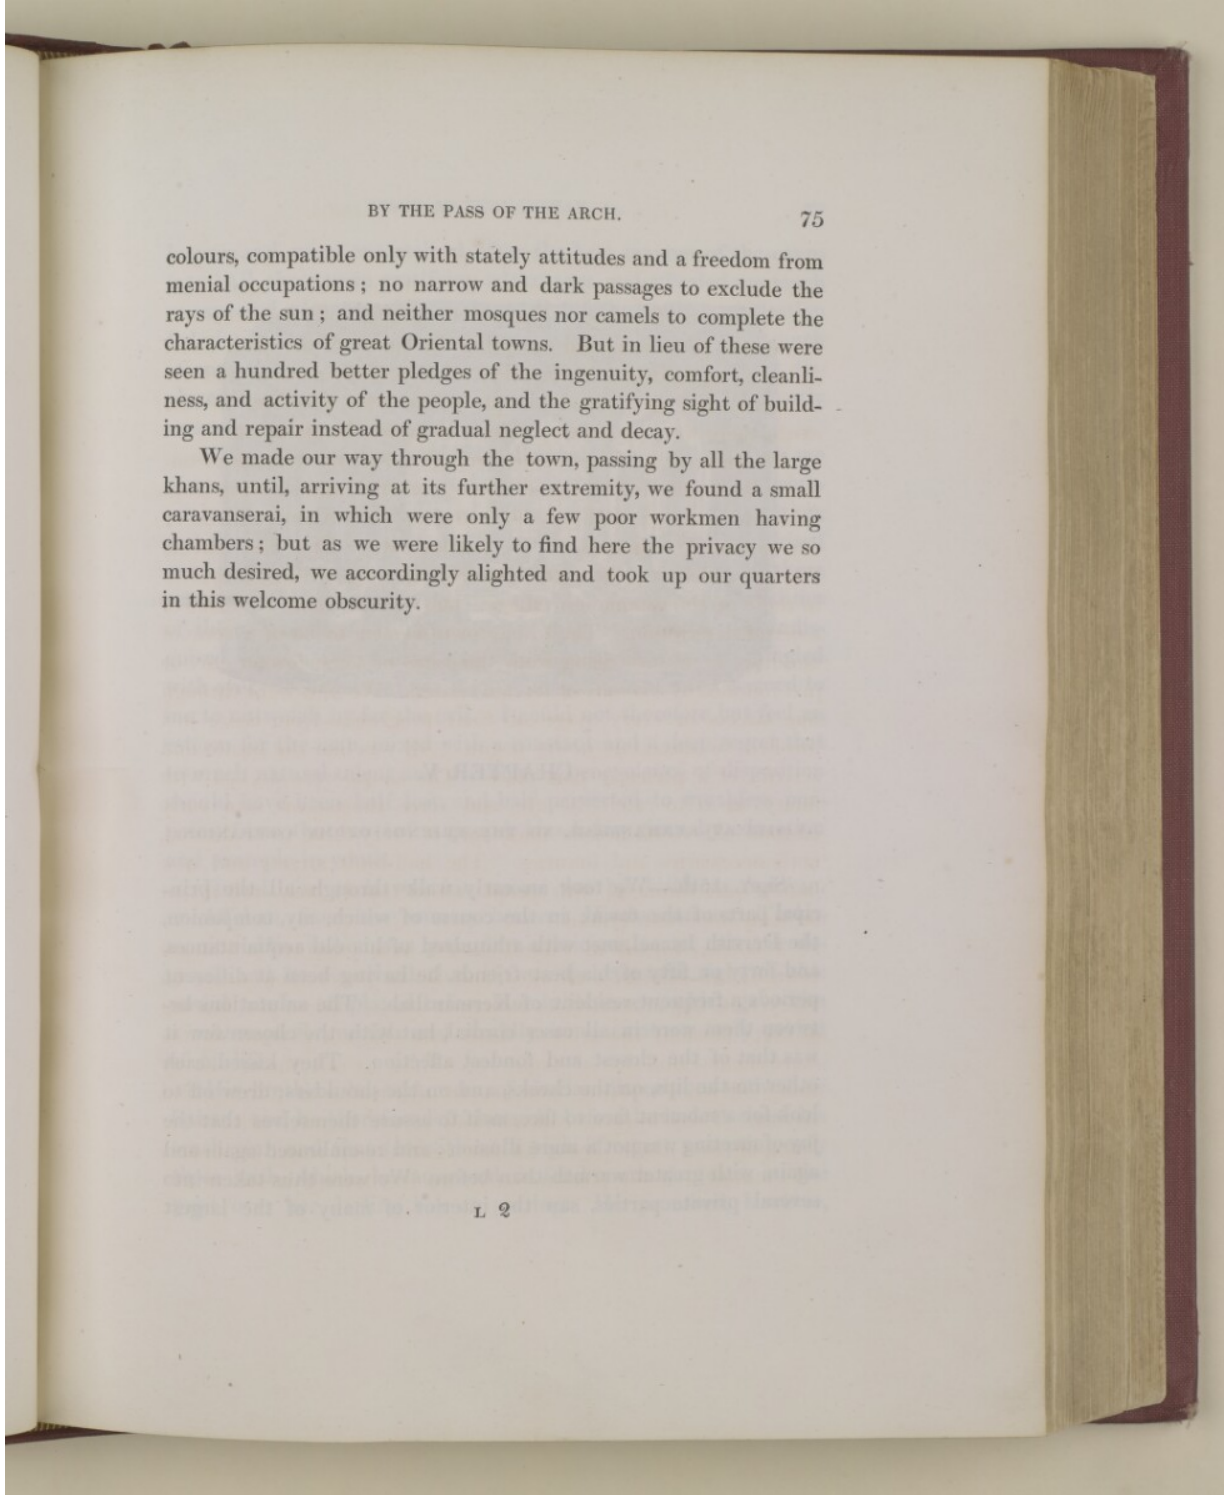 BY THE PASS OF THE ARCH. 75
colours, compatible only with stately attitudes and a freedom from
menial occupations ; no narrow and dark passages to exclude the
rays of the sun ; and neither mosques nor camels to complete the
characteristics of great Oriental towns. But in lieu of these were
seen a hundred better pledges of the ingenuity, comfort, cleanli-
ness, and activity of the people, and the gratifying sight of build-
ing and repair instead of gradual neglect and decay.
We made our way through the town, passing by all the large
khans, until, arriving at its further extremity, we found a small
caravanserai, in which were only a few poor workmen having
chambers ; but as we were likely to find here the privacy we so
much desired, we accordingly alighted and took up our quarters
in this welcome obscurity.
L 2